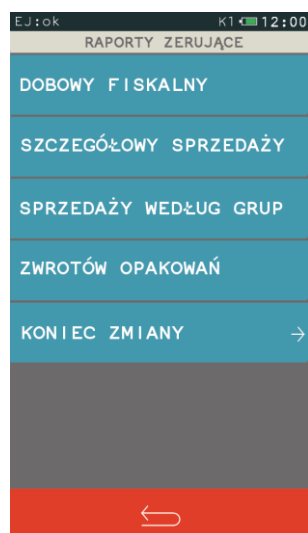 EJ:ok K1 12:00
RAPORTY ZERUJĄCE
DOBOWY FISKALNY
SZCZEGÓŁOWY SPRZEDAŻY
SPRZEDAŻY WEDŁUG GRUP
ZWROTÓW OPAKOWAŃ
KONIEC ZMIANY